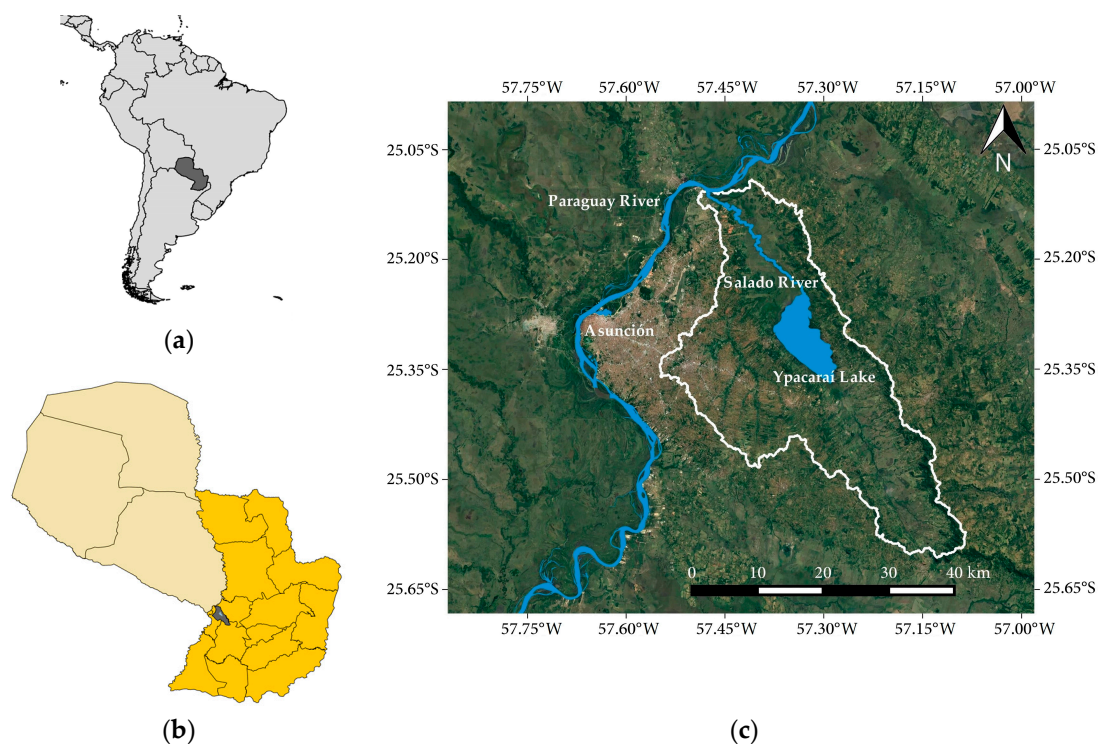 (a)
(b)
57.75°W 57.60°W 57.45°W 57.30°W 57.15°W 57.00°W
25.05°S 25.05°S
N
Paraguay River
25.20°S 25.20°S
Salado River
Asunción
25.35°S 25.35°S
Ypacaraí Lake
25.50°S 25.50°S
0 10 20 30 40 km
25.65°S 25.65°S
57.75°W 57.60°W 57.45°W 57.30°W 57.15°W 57.00°W
(c)